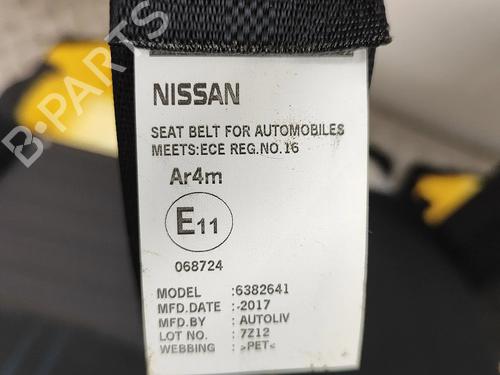 B-PARTS
NISSAN
SEAT BELT FOR AUTOMOBILES
MEETS:ECE REG.NO.16
Ar4m
E11
068724
MODEL :6382641
MFD.DATE :-2017
MFD.BY : AUTOLIV
LOT NO. : 7Z12
WEBBING : >PET<